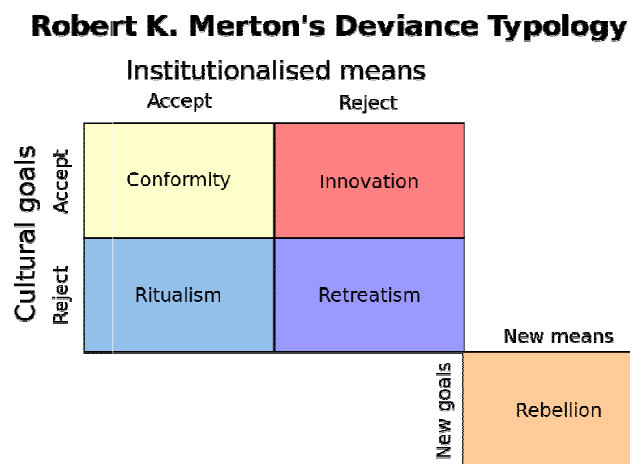 Robert K. Merton's Deviance Typology
Institutionalised means
Accept
Reject
Cultural goals
Accept
Conformity
Innovation
Reject
Ritualism
Retreatism
New means
New goals
Rebellion